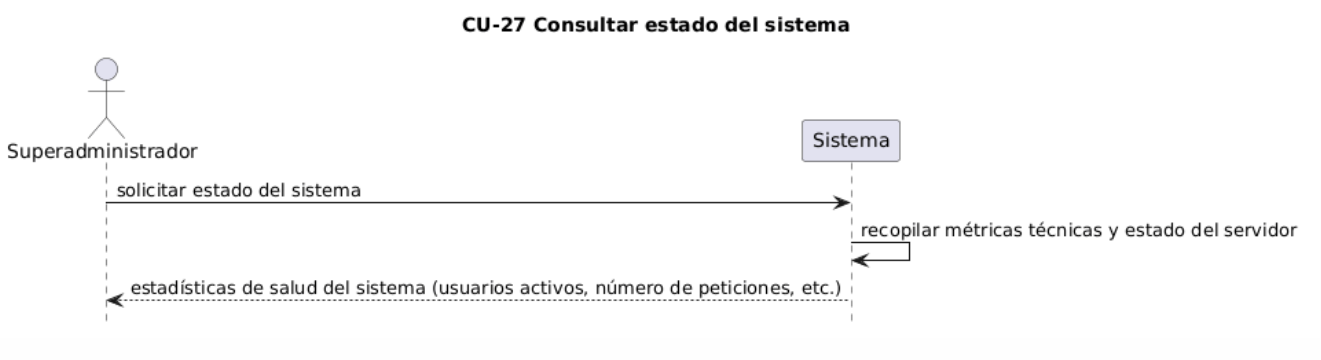 CU-27 Consultar estado del sistema
Superadministrador
Sistema
solicitar estado del sistema
recopilar métricas técnicas y estado del servidor
estadísticas de salud del sistema (usuarios activos, número de peticiones, etc.)